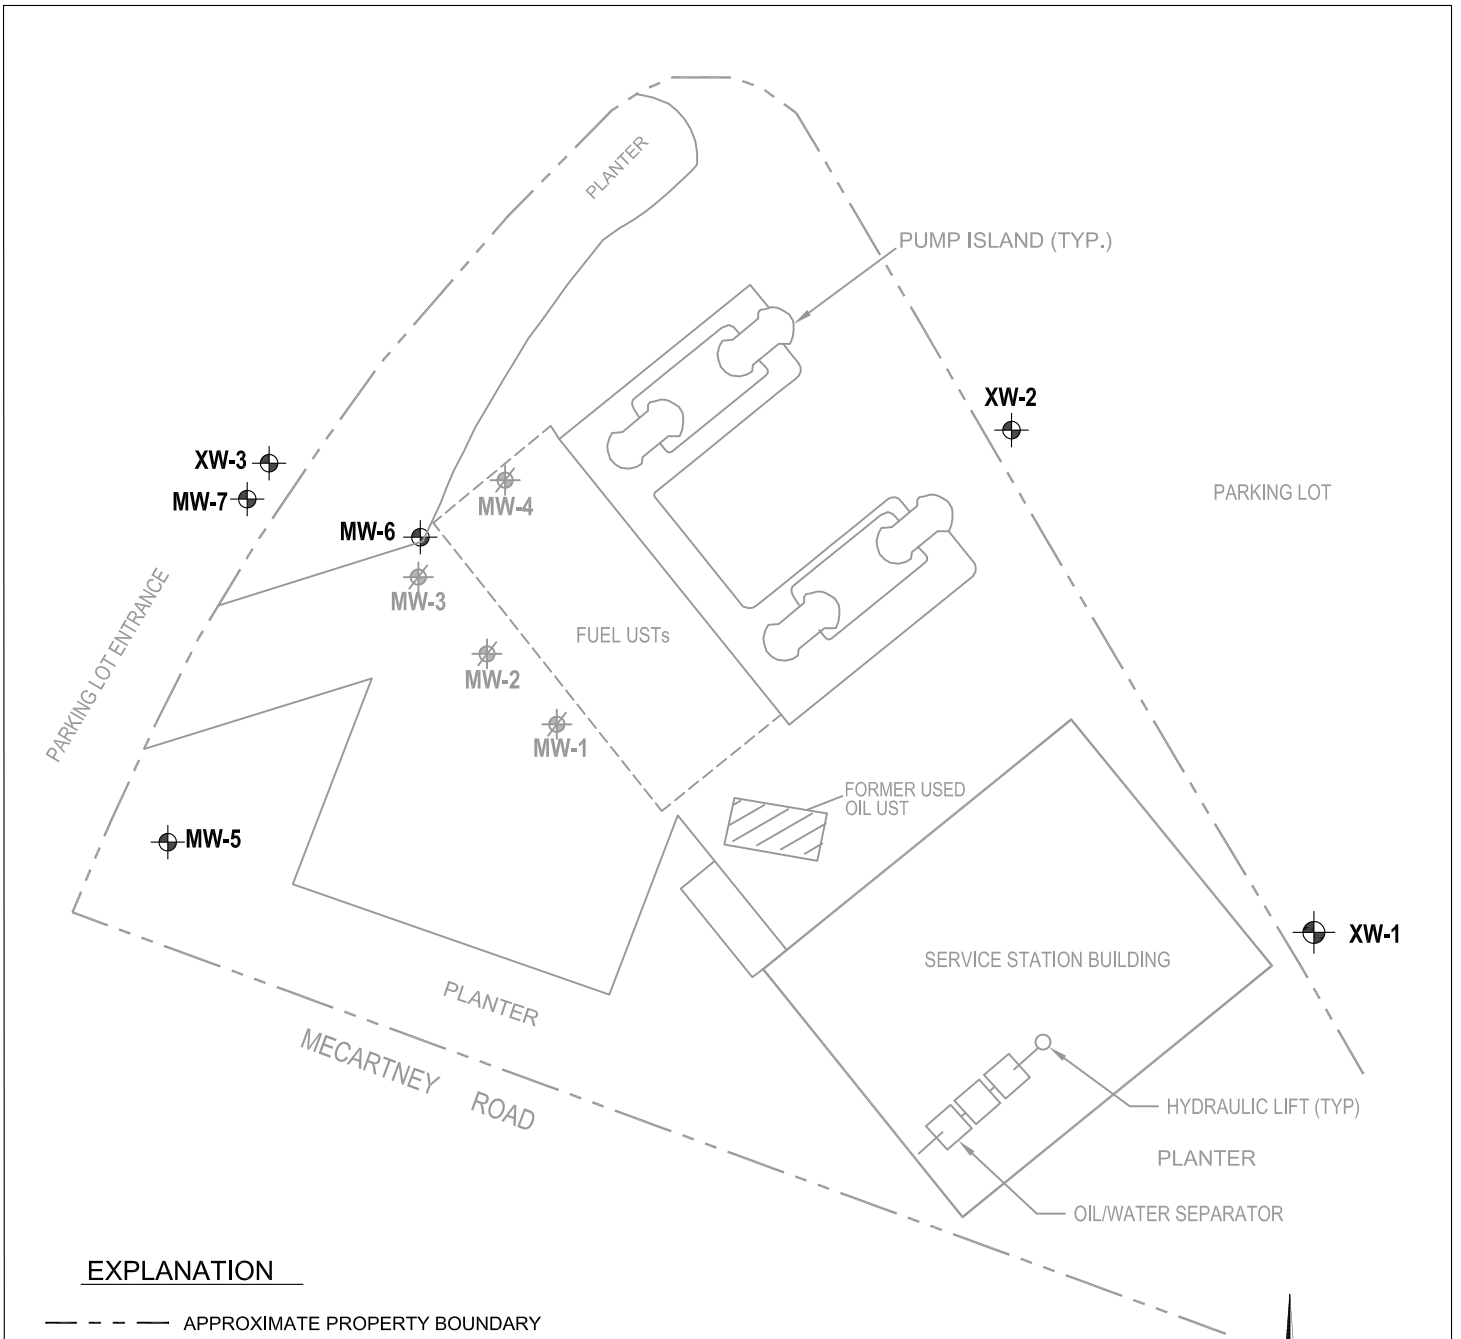 PLANTER
PUMP ISLAND (TYP.)
XW-2
XW-3
MW-7
MW-4
PARKING LOT
MW-6
MW-3
PARKING LOT ENTRANCE
FUEL USTs
MW-2
MW-1
FORMER USED
OIL UST
MW-5
XW-1
SERVICE STATION BUILDING
PLANTER
MECARTNEY ROAD
HYDRAULIC LIFT (TYP)
PLANTER
OIL/WATER SEPARATOR
EXPLANATION
APPROXIMATE PROPERTY BOUNDARY